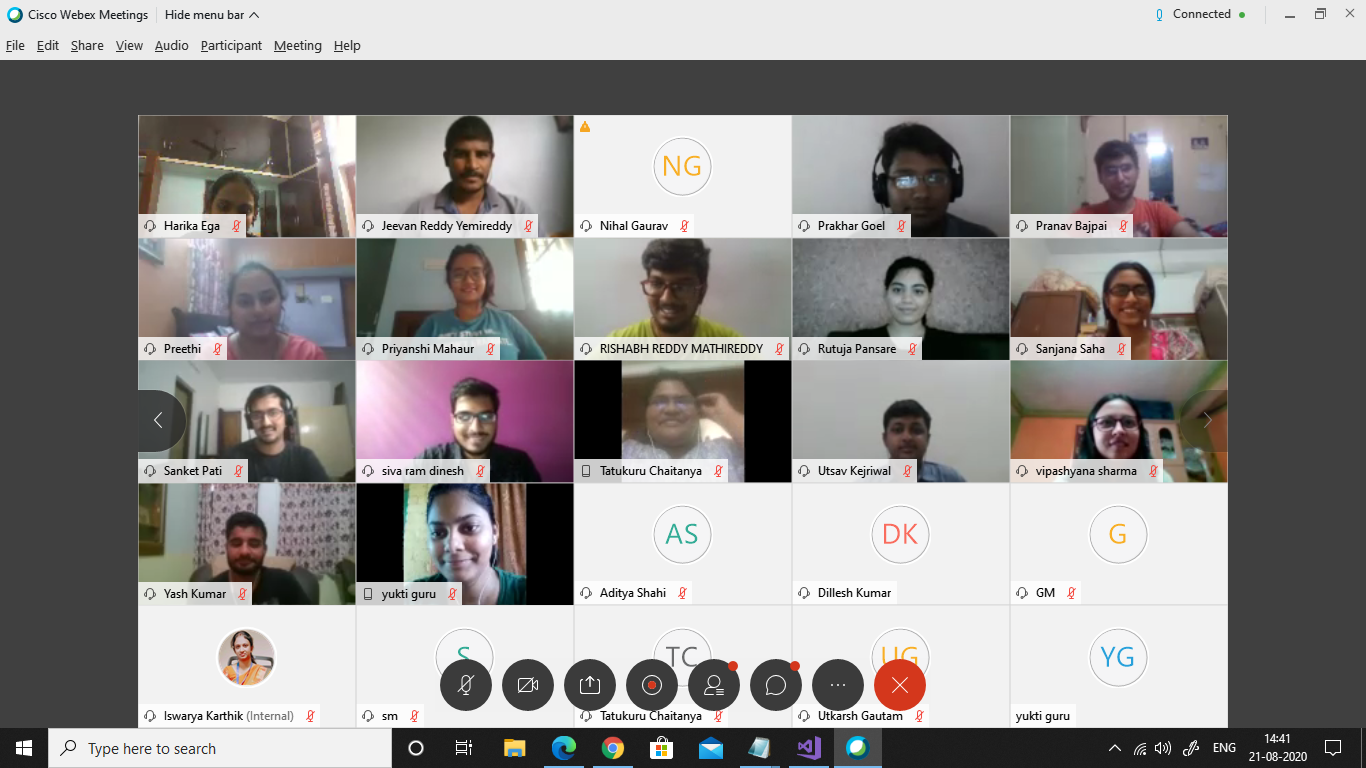 Cisco Webex Meetings
Hide menu bar
Connected
File Edit Share View Audio Participant Meeting Help
NG
Harika Ega
Jeevan Reddy Yemireddy
Nihal Gaurav
Prakhar Goel
Pranav Bajpai
Preethi
Priyanshi Mahaur
RISHABH REDDY MATHIREDDY
Rutuja Pansare
Sanjana Saha
Sanket Pati
siva ram dinesh
Tatukuru Chaitanya
Utsav Kejriwal
vipashyana sharma
AS
DK
G
Yash Kumar
yukti guru
Aditya Shahi
Dillesh Kumar
GM
S
TC
UG
YG
Iswarya Karthik (Internal)
sm
Tatukuru Chaitanya
Utkarsh Gautam
yukti guru
Type here to search
ENG
14:41
21-08-2020